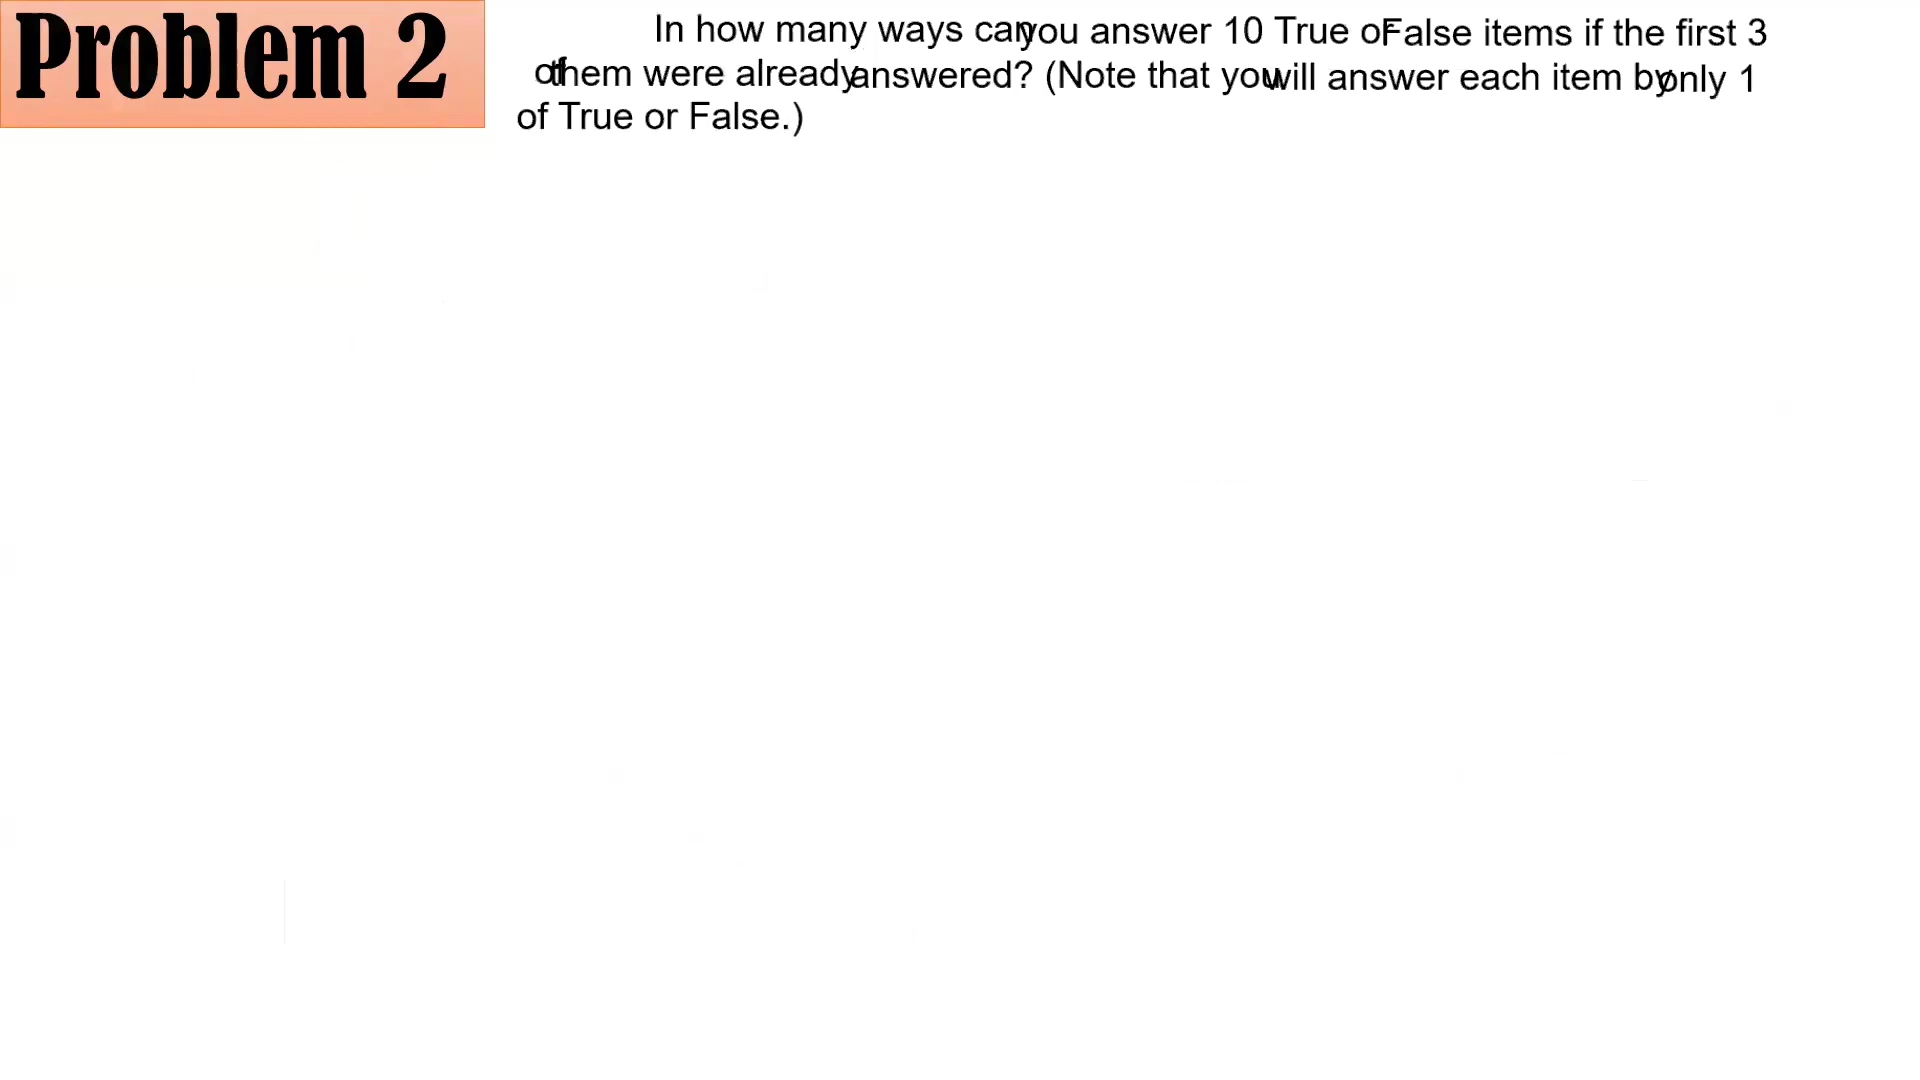 Problem 2
In how many ways can you answer 10 True or False items if the first 3
of them were already answered? (Note that you will answer each item by only 1
of True or False.)